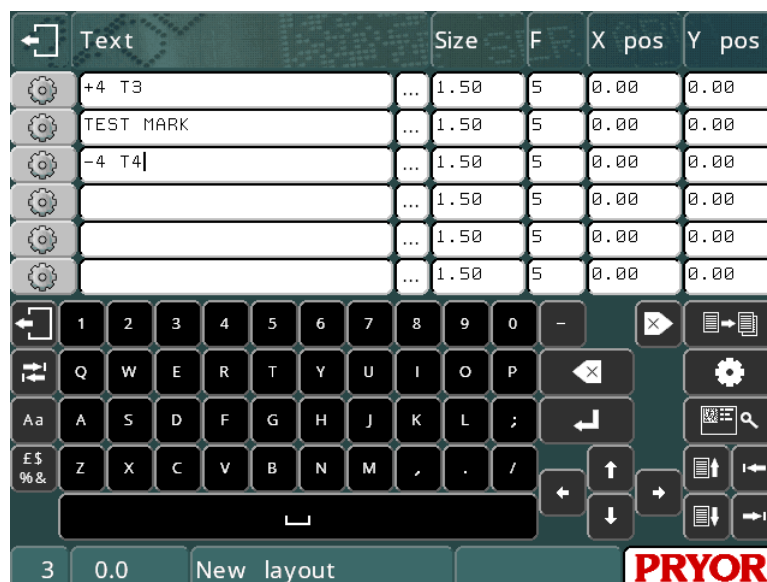 Text Size F X pos Y pos
+4 T3 ... 1.50 5 0.00 0.00
TEST MARK ... 1.50 5 0.00 0.00
-4 T4 ... 1.50 5 0.00 0.00
... 1.50 5 0.00 0.00
... 1.50 5 0.00 0.00
... 1.50 5 0.00 0.00
1 2 3 4 5 6 7 8 9 0 -
Q W E R T Y U I O P
Aa A S D F G H J K L ;
£$
%& Z X C V B N M , . /
3 0.0 New layout PRYOR